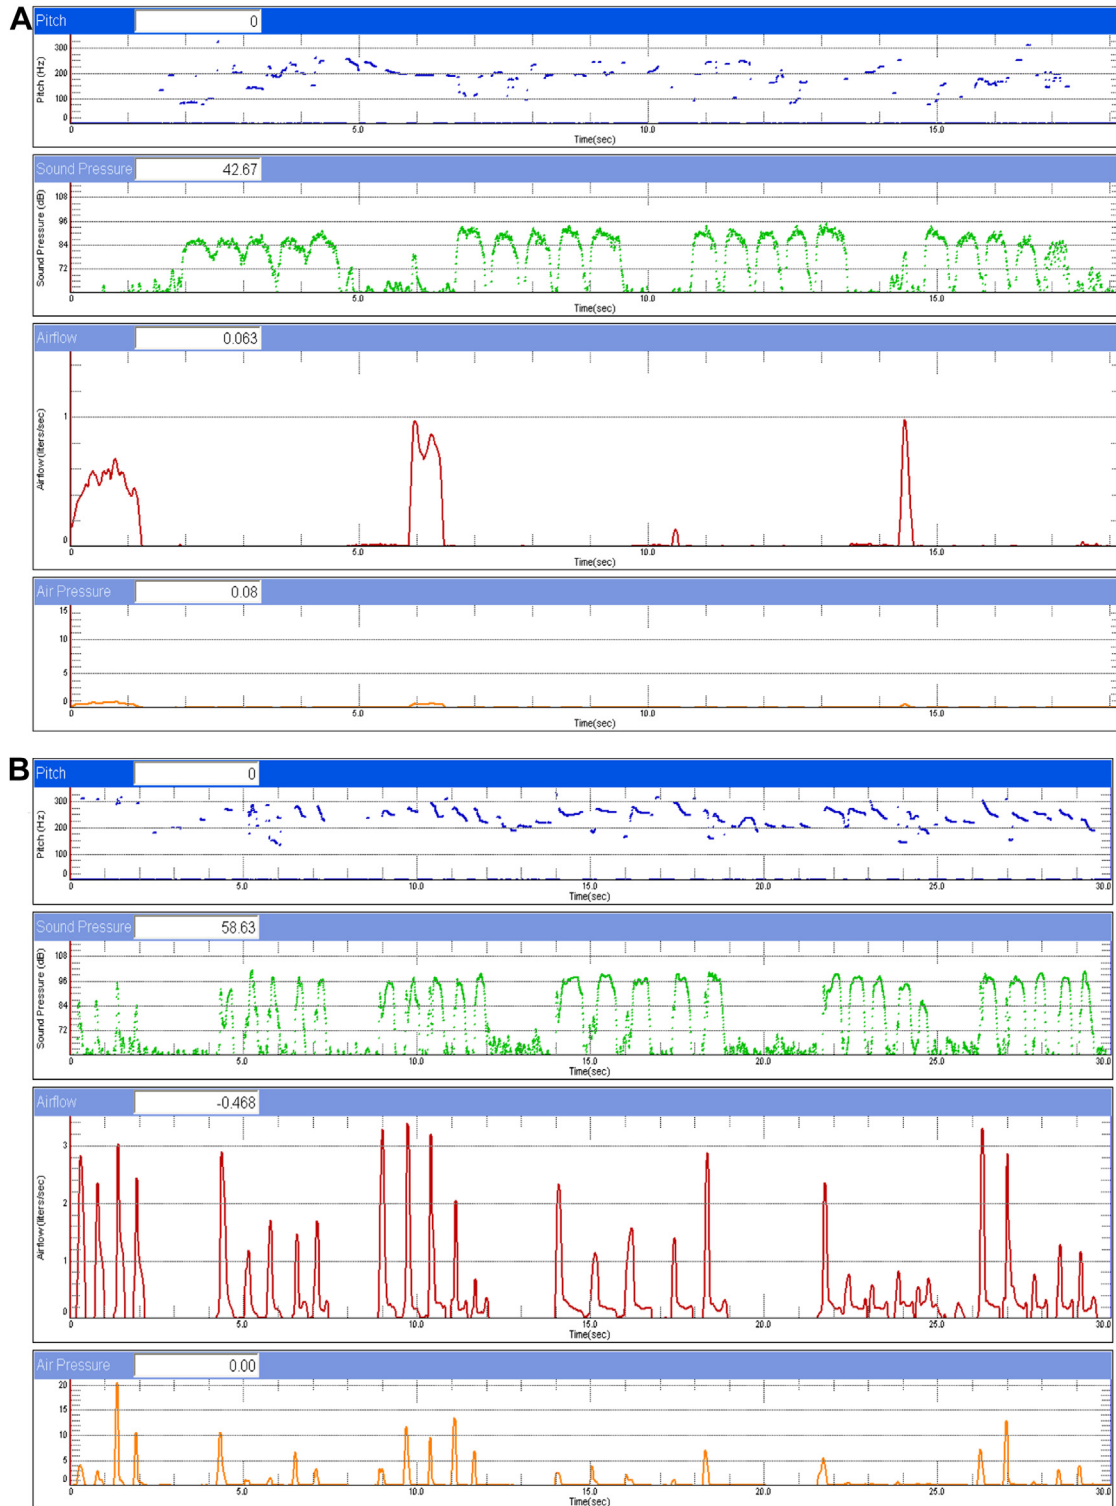 A
Pitch 0
Pitch (Hz)
300
200
100
0
0 5.0 10.0 15.0
Time(sec)
Sound Pressure 42.67
Sound Pressure (dB)
108
96
84
72
0 5.0 10.0 15.0
Time(sec)
Airflow 0.063
Airflow (liters/sec)
1
0
0 5.0 10.0 15.0
Time(sec)
Air Pressure 0.08
15
10
5
0
0 5.0 10.0 15.0
Time(sec)
B
Pitch 0
Pitch (Hz)
300
200
100
0
0 5.0 10.0 15.0 20.0 25.0 30.0
Time(sec)
Sound Pressure 58.63
Sound Pressure (dB)
108
96
84
72
0 5.0 10.0 15.0 20.0 25.0 30.0
Time(sec)
Airflow -0.468
Airflow (liters/sec)
3
2
1
0
0 5.0 10.0 15.0 20.0 25.0 30.0
Time(sec)
Air Pressure 0.00
20
15
10
5
0
0 5.0 10.0 15.0 20.0 25.0 30.0
Time(sec)